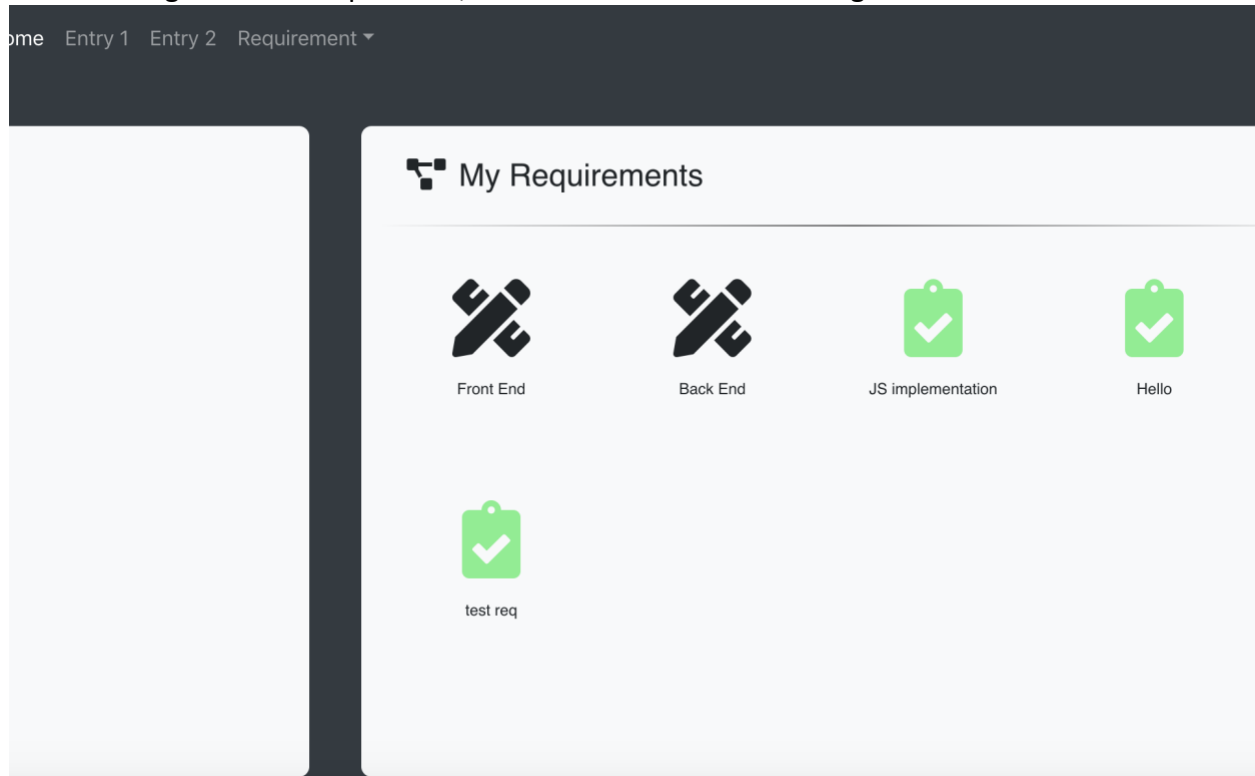 ome Entry 1 Entry 2 Requirement
My Requirements
Front End Back End JS implementation Hello
test req